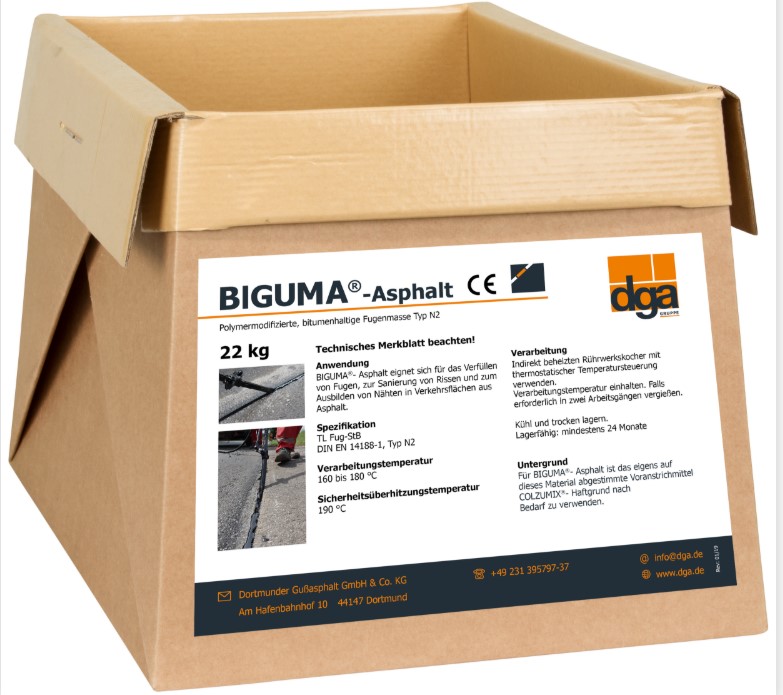 BIGUMA®-Asphalt CE
dga
GRUPPE
Polymermodifizierte, bitumenhaltige Fugenmasse Typ N2
22 kg
Technisches Merkblatt beachten!
Anwendung
BIGUMA®- Asphalt eignet sich für das Verfüllen
von Fugen, zur Sanierung von Rissen und zum
Ausbilden von Nähten in Verkehrsflächen aus
Asphalt.
Spezifikation
TL Fug-StB
DIN EN 14188-1, Typ N2
Verarbeitungstemperatur
160 bis 180 °C
Sicherheitsüberhitzungstemperatur
190 °C
Verarbeitung
Indirekt beheizten Rührwerkskocher mit
thermostatischer Temperatursteuerung
verwenden.
Verarbeitungstemperatur einhalten. Falls
erforderlich in zwei Arbeitsgängen vergießen.
Kühl und trocken lagern.
Lagerfähig: mindestens 24 Monate
Untergrund
Für BIGUMA®- Asphalt ist das eigens auf
dieses Material abgestimmte Voranstrichmittel
COLZUMIX®- Haftgrund nach
Bedarf zu verwenden.
Dortmunder Gußasphalt GmbH & Co. KG
Am Hafenbahnhof 10 44147 Dortmund
+49 231 395797-37
@ info@dga.de
www.dga.de
Rev. 01/19